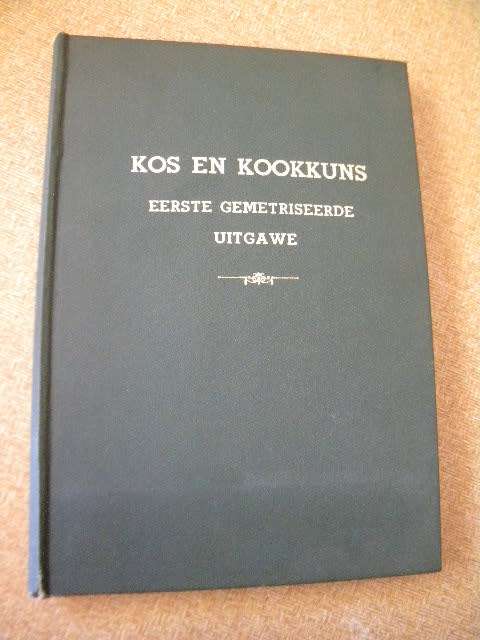 KOS EN KOOKKUNS
EERSTE GEMETRISEERDE
UITGAWE